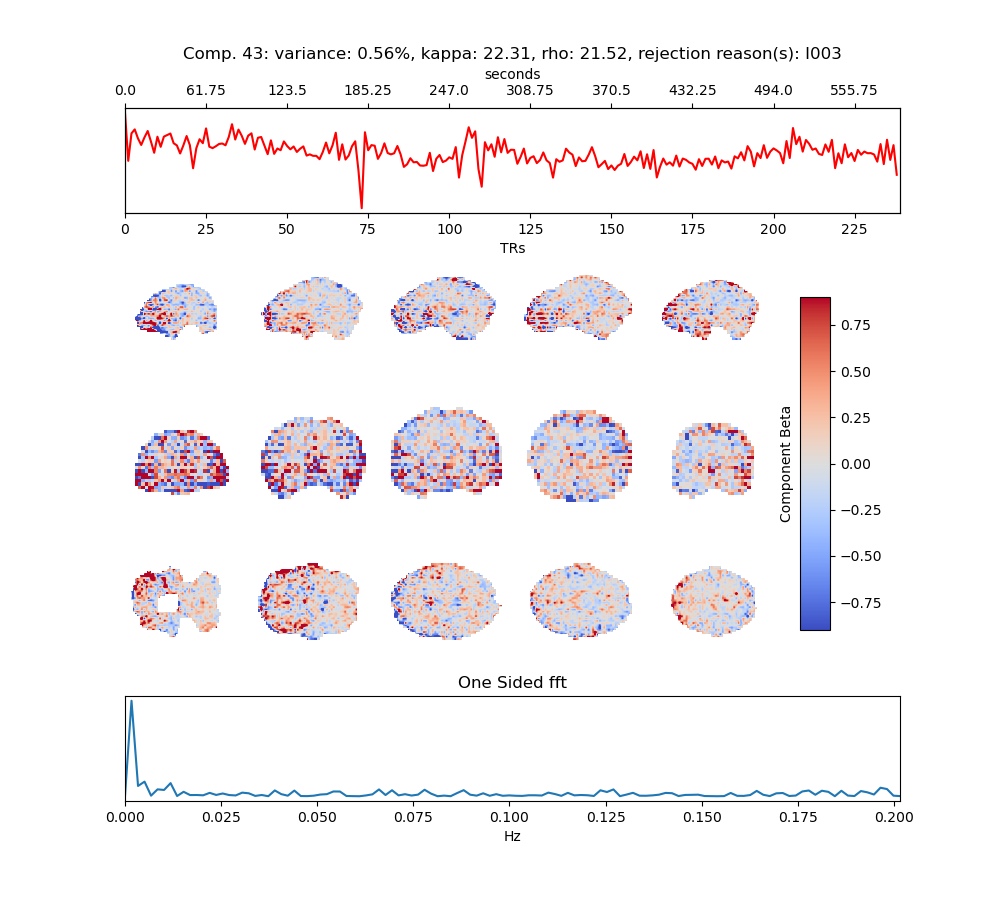 Comp. 43: variance: 0.56%, kappa: 22.31, rho: 21.52, rejection reason(s): I003
seconds
0.0 61.75 123.5 185.25 247.0 308.75 370.5 432.25 494.0 555.75
0 25 50 75 100 125 150 175 200 225
TRs
0.75
0.50
0.25
0.00
−0.25
−0.50
−0.75
Component Beta
One Sided fft
0.000 0.025 0.050 0.075 0.100 0.125 0.150 0.175 0.200
Hz